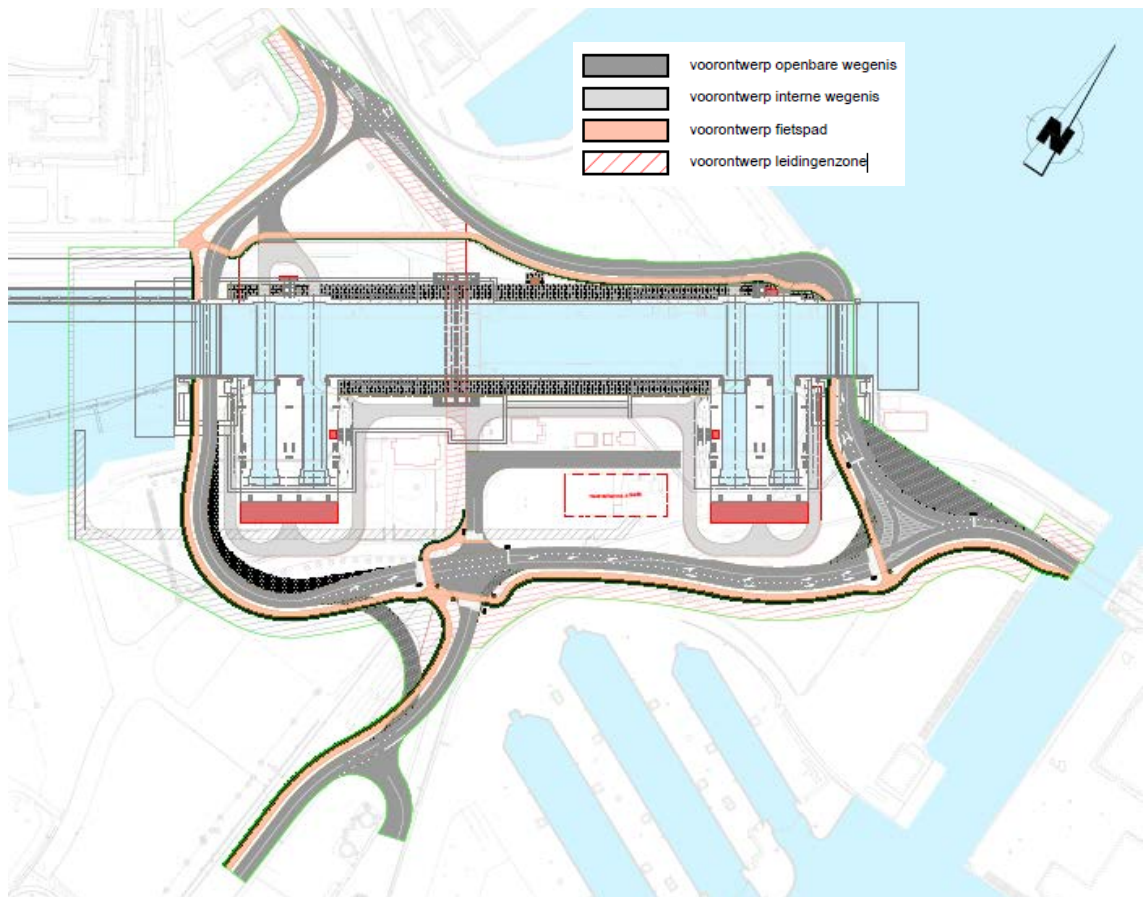 voorontwerp openbare wegenis
voorontwerp interne wegenis
voorontwerp fietspad
voorontwerp leidingenzone
N